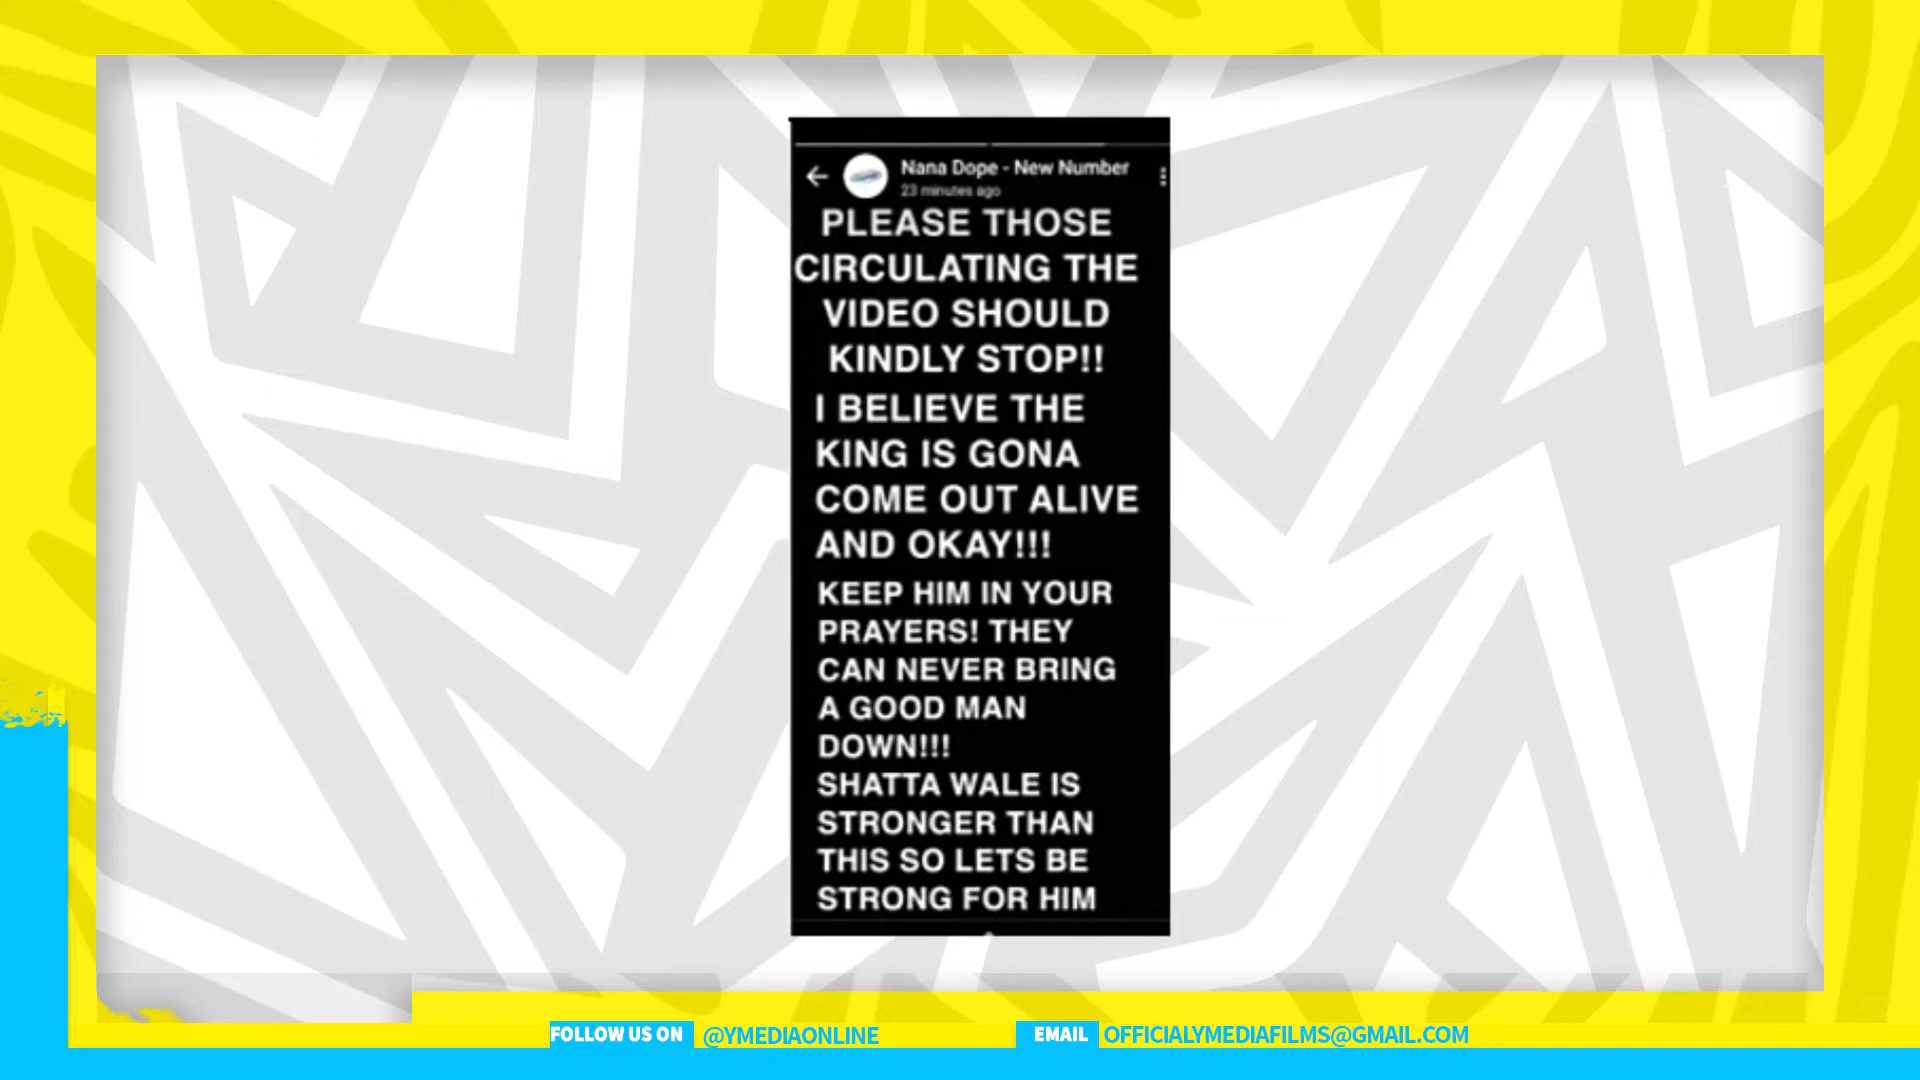 Nana Dope - New Number
23 minutes ago
PLEASE THOSE
CIRCULATING THE
VIDEO SHOULD
KINDLY STOP!!
I BELIEVE THE
KING IS GONA
COME OUT ALIVE
AND OKAY!!!
KEEP HIM IN YOUR
PRAYERS! THEY
CAN NEVER BRING
A GOOD MAN
DOWN!!!
SHATTA WALE IS
STRONGER THAN
THIS SO LETS BE
STRONG FOR HIM
FOLLOW US ON @YMEDIAONLINE EMAIL OFFICIALYMEDIAFILMS@GMAIL.COM